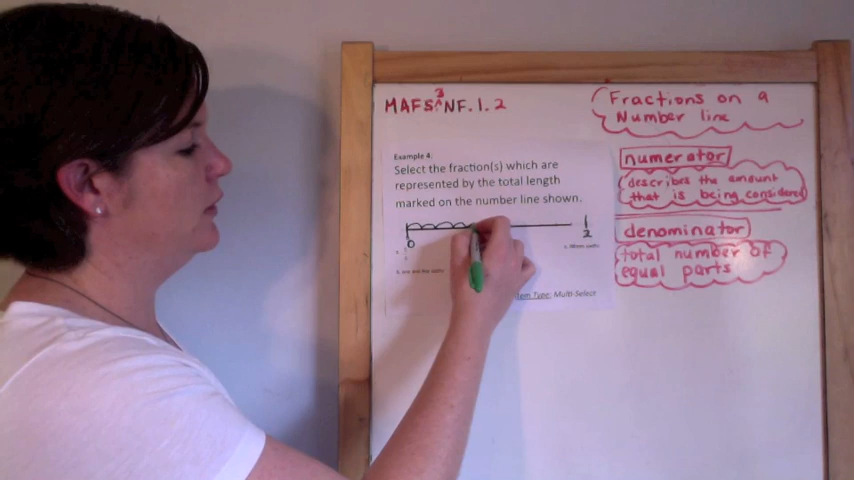 MAFS 3 NF.1.2
Fractions on a
Number line
Example 4.
Select the fraction(s) which are
represented by the total length
marked on the number line shown.
0
1
2
Item Type: Multi-Select
numerator
describes the amount
that is being considered
denominator
total number of
equal parts